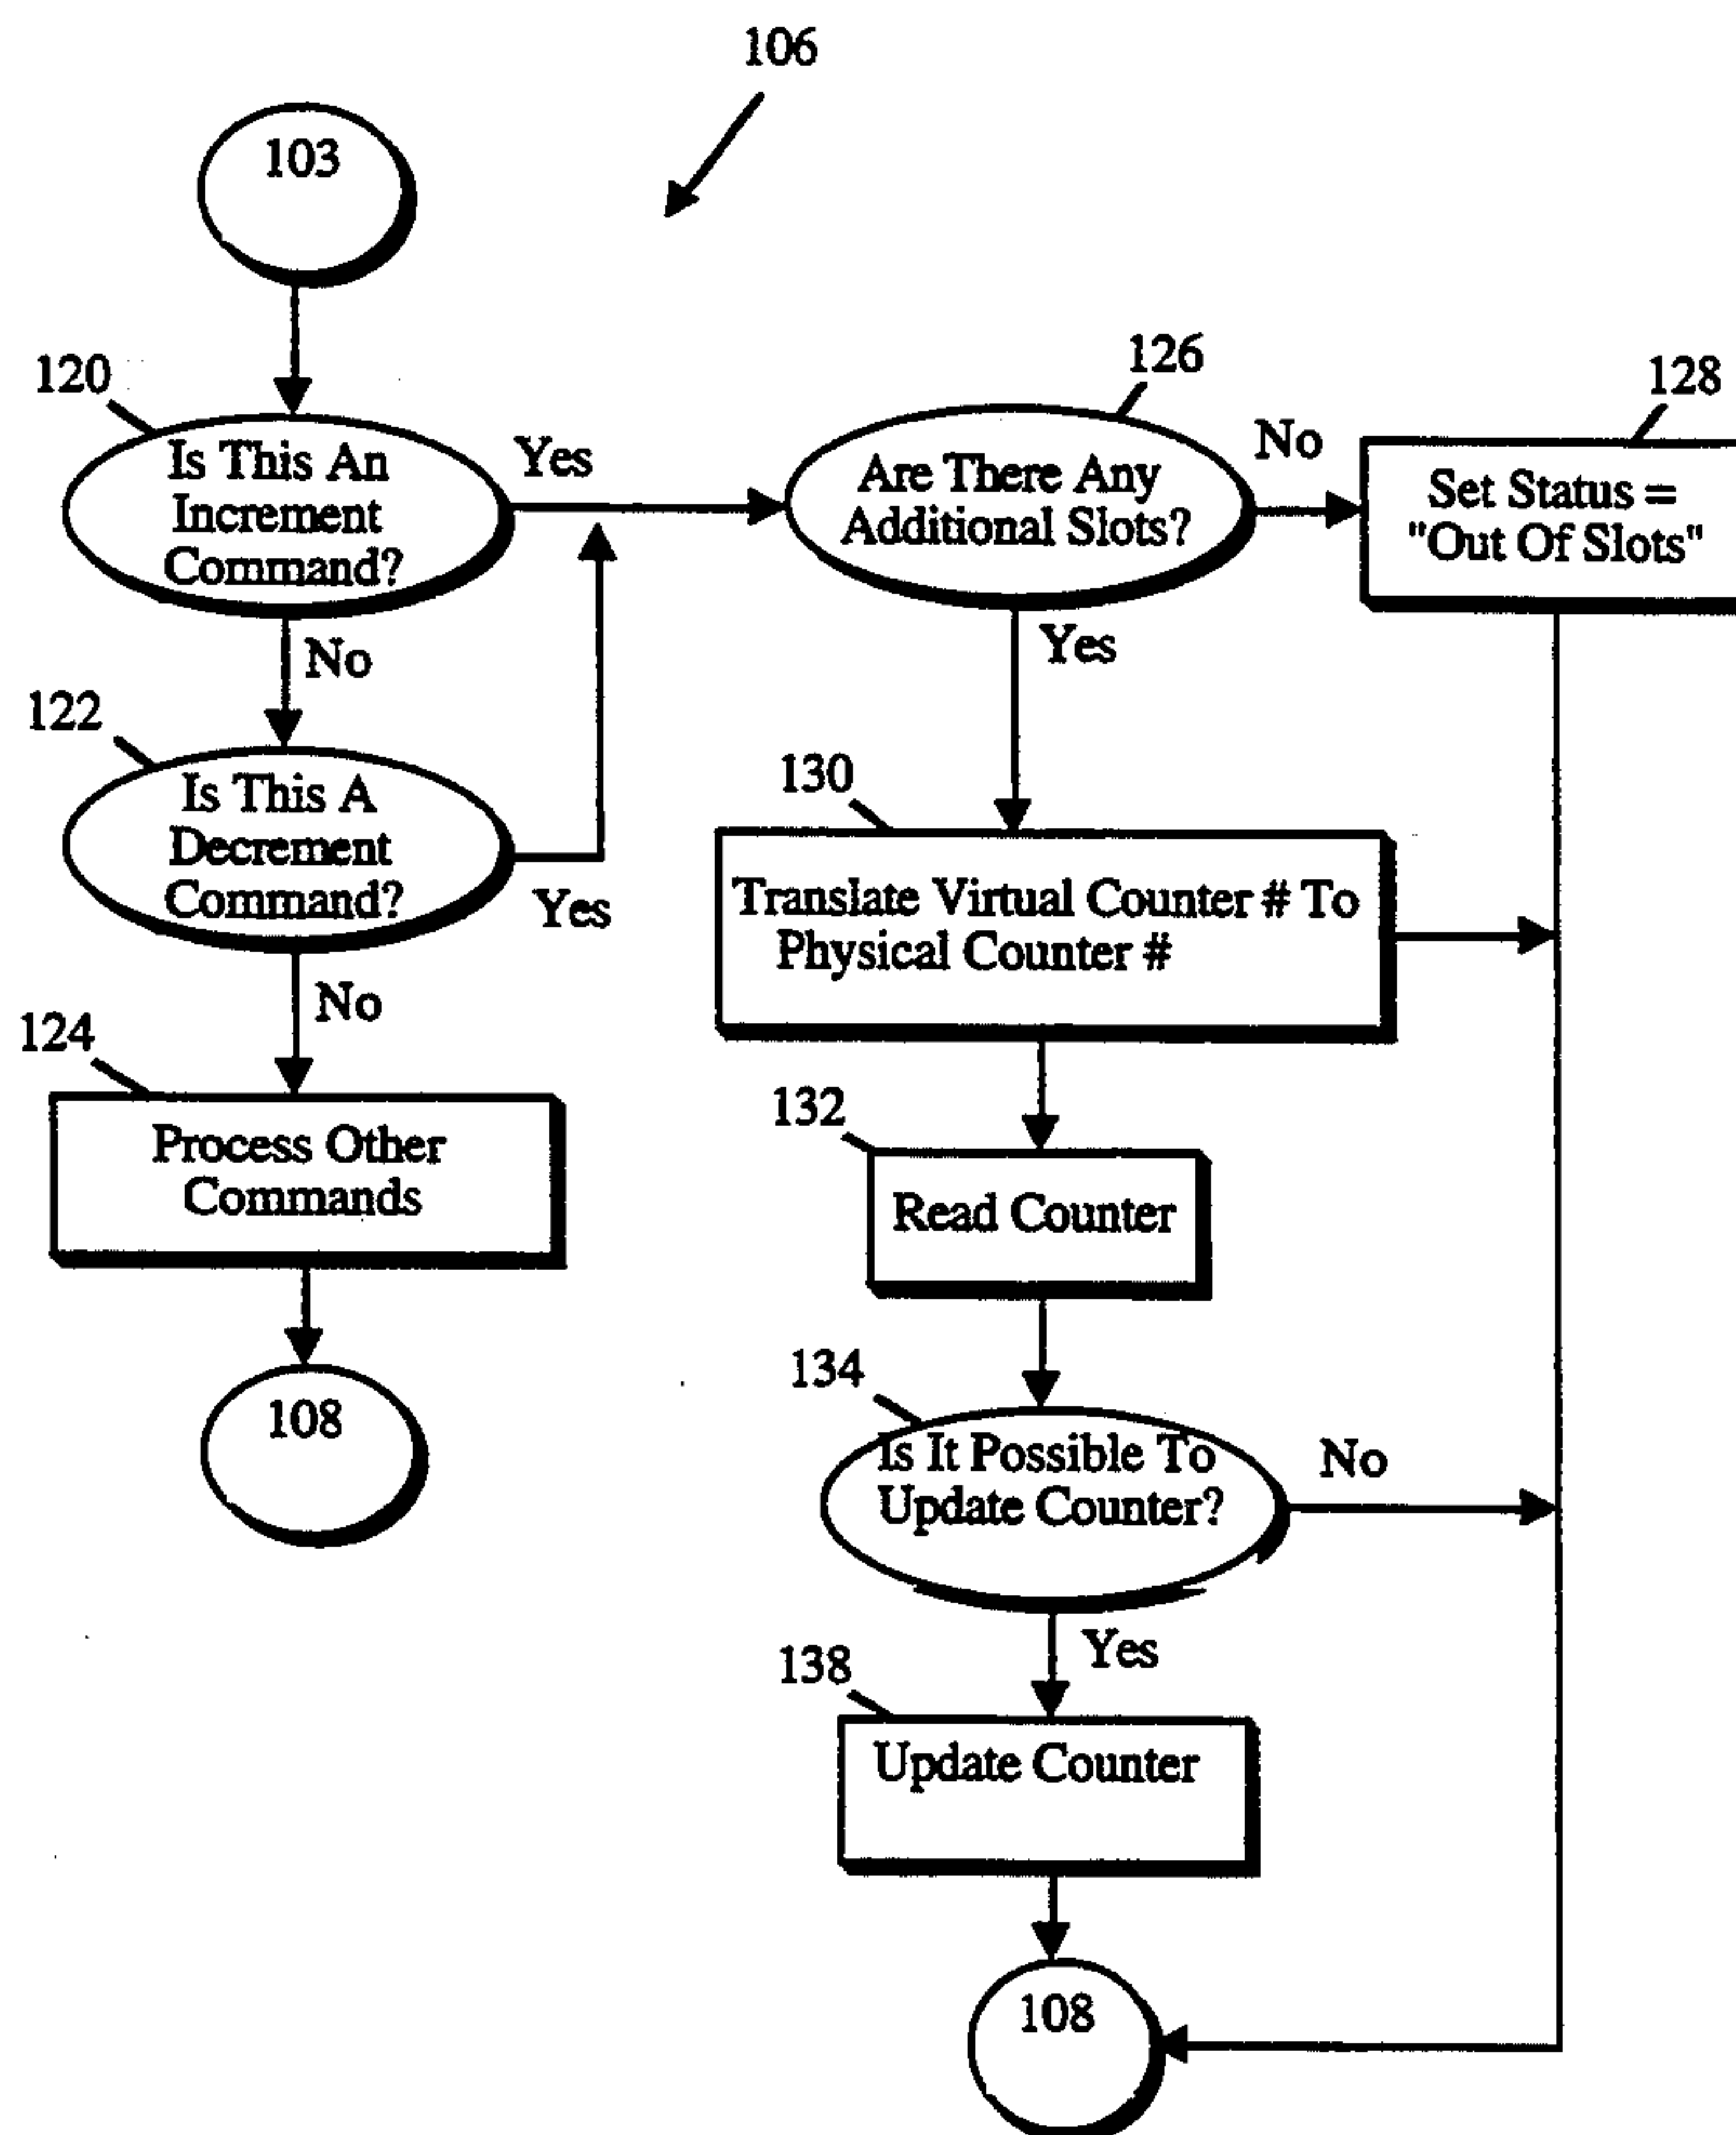 106
103
120
Is This An
Increment
Command?
Yes
No
122
Is This A
Decrement
Command?
Yes
No
124
Process Other
Commands
108
126
Are There Any
Additional Slots?
No
128
Set Status =
"Out Of Slots"
Yes
130
Translate Virtual Counter # To
Physical Counter #
132
Read Counter
134
Is It Possible To
Update Counter?
No
Yes
138
Update Counter
108